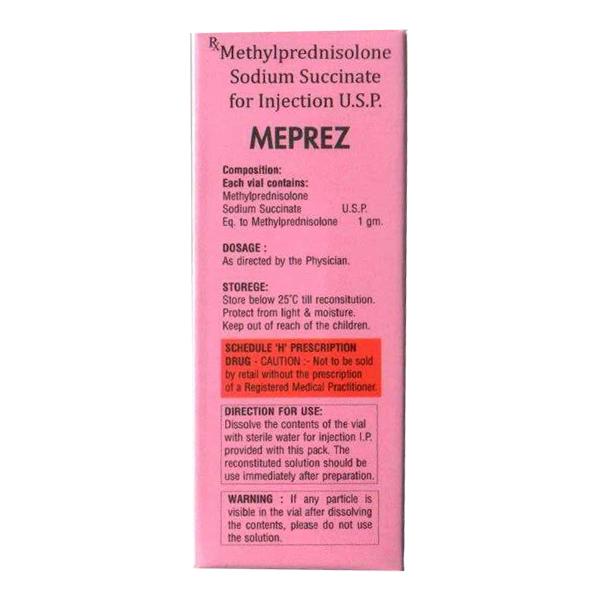 Rx Methylprednisolone
Sodium Succinate
for Injection U.S.P.
MEPREZ
Composition:
Each vial contains:
Methylprednisolone
Sodium Succinate U.S.P.
Eq. to Methylprednisolone 1 gm.
DOSAGE :
As directed by the Physician.
STOREGE:
Store below 25°C till reconsitution.
Protect from light & moisture.
Keep out of reach of the children.
SCHEDULE 'H' PRESCRIPTION
DRUG - CAUTION :- Not to be sold
by retail without the prescription
of a Registered Medical Practitioner.
DIRECTION FOR USE:
Dissolve the contents of the vial
with sterile water for injection I.P.
provided with this pack. The
reconstituted solution should be
use immediately after preparation.
WARNING : If any particle is
visible in the vial after dissolving
the contents, please do not use
the solution.